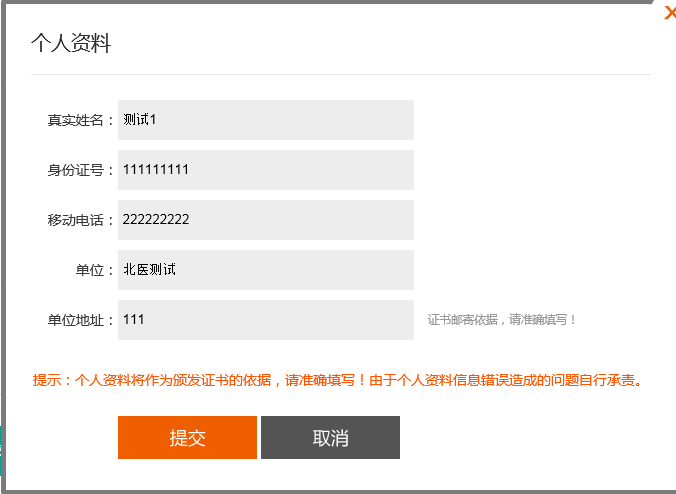 个人资料
真实姓名：测试1
身份证号：111111111
移动电话：222222222
单位：北医测试
单位地址：111 证书邮寄依据，请准确填写！
提示：个人资料将作为颁发证书的依据，请准确填写！由于个人资料信息错误造成的问题自行承责。
提交 取消